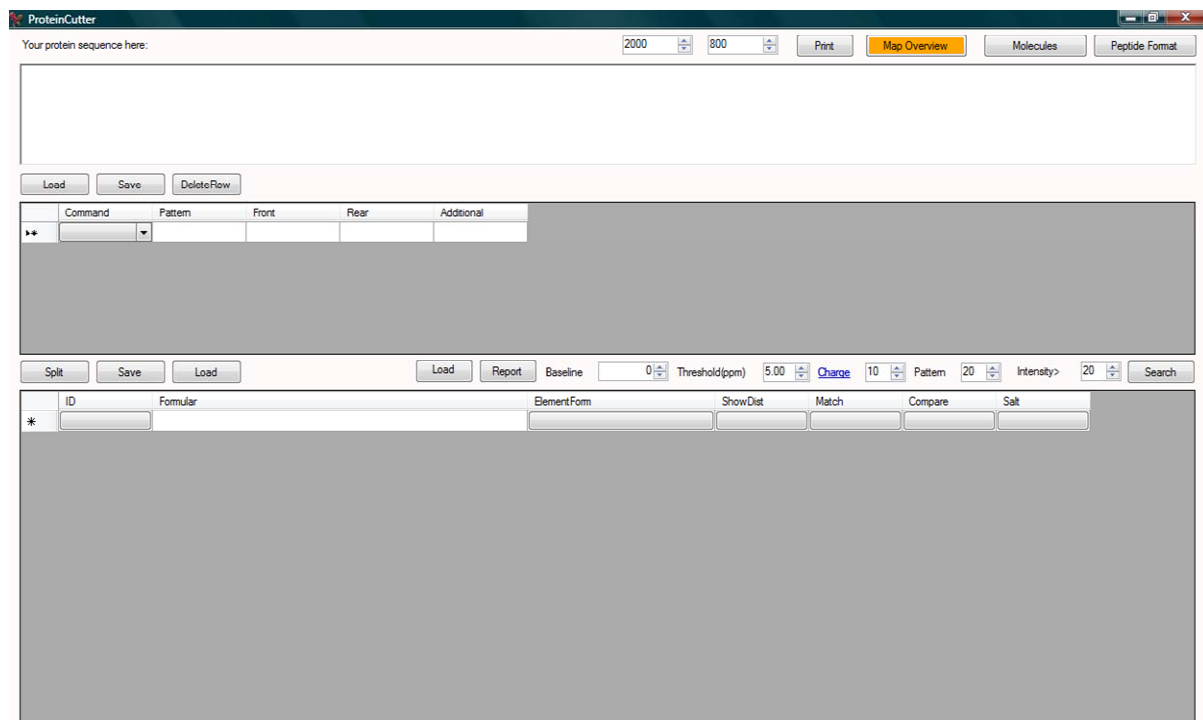 ProteinCutter
Your protein sequence here: 2000 800 Print Map Overview Molecules Peptide Format
Load Save DeleteRow
Command Pattern Front Rear Additional
Split Save Load Load Report Baseline 0 Threshold(ppm) 5.00 Charge 10 Pattern 20 Intensity> 20 Search
ID Formular ElementForm ShowDist Match Compare Salt